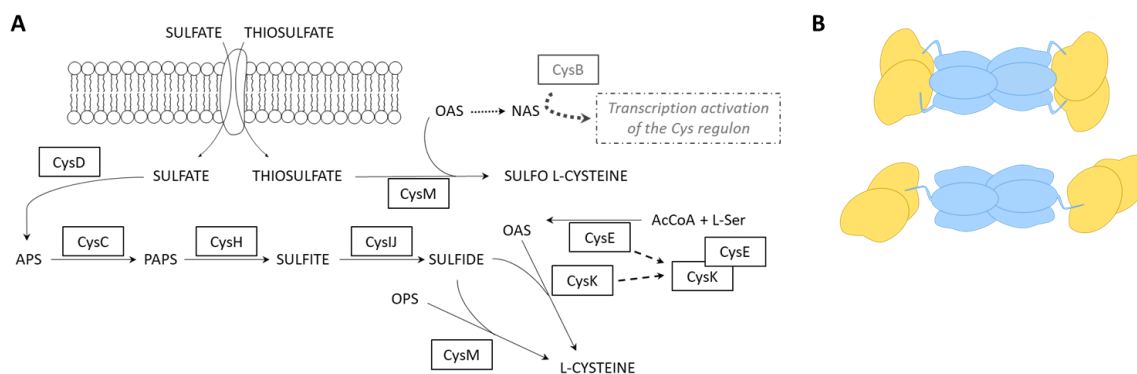 A
B
SULFATE
THIOSULFATE
CysB
OAS
NAS
Transcription activation
of the Cys regulon
CysD
SULFATE
THIOSULFATE
CysM
SULFO L-CYSTEINE
AcCoA + L-Ser
OAS
CysC
CysH
CysIJ
CysE
CysE
APS
PAPS
SULFITE
SULFIDE
CysK
CysK
OPS
CysM
L-CYSTEINE